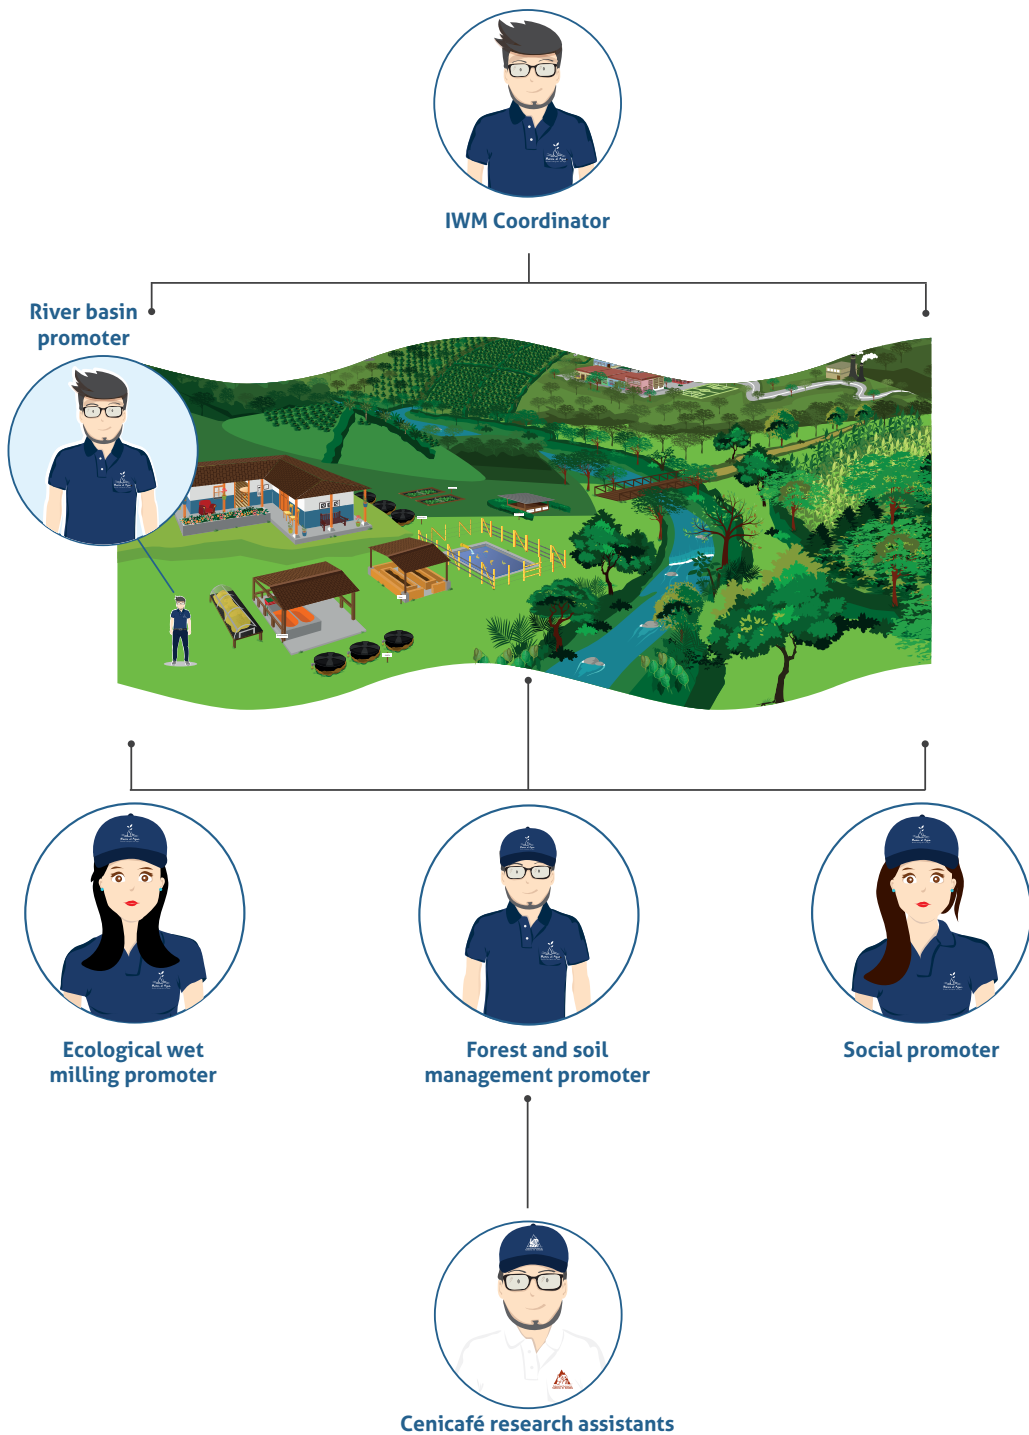 IWM Coordinator
River basin
promoter
Ecological wet
milling promoter
Forest and soil
management promoter
Social promoter
Cenicafé research assistants